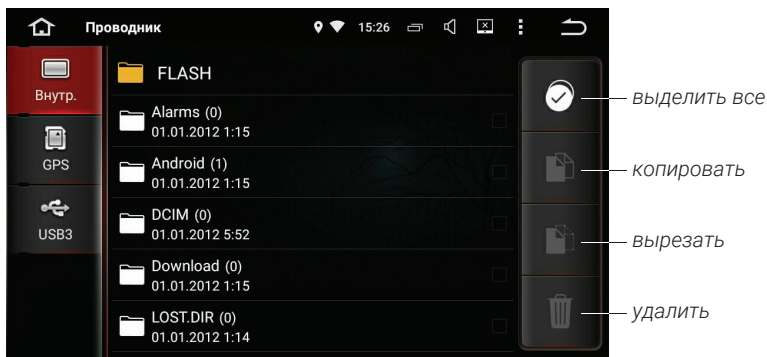 Проводник 15:26
Внутр.
GPS
USB3
FLASH
Alarms (0)
01.01.2012 1:15
Android (1)
01.01.2012 1:15
DCIM (0)
01.01.2012 5:52
Download (0)
01.01.2012 1:15
LOST.DIR (0)
01.01.2012 1:14
выделить все
копировать
вырезать
удалить